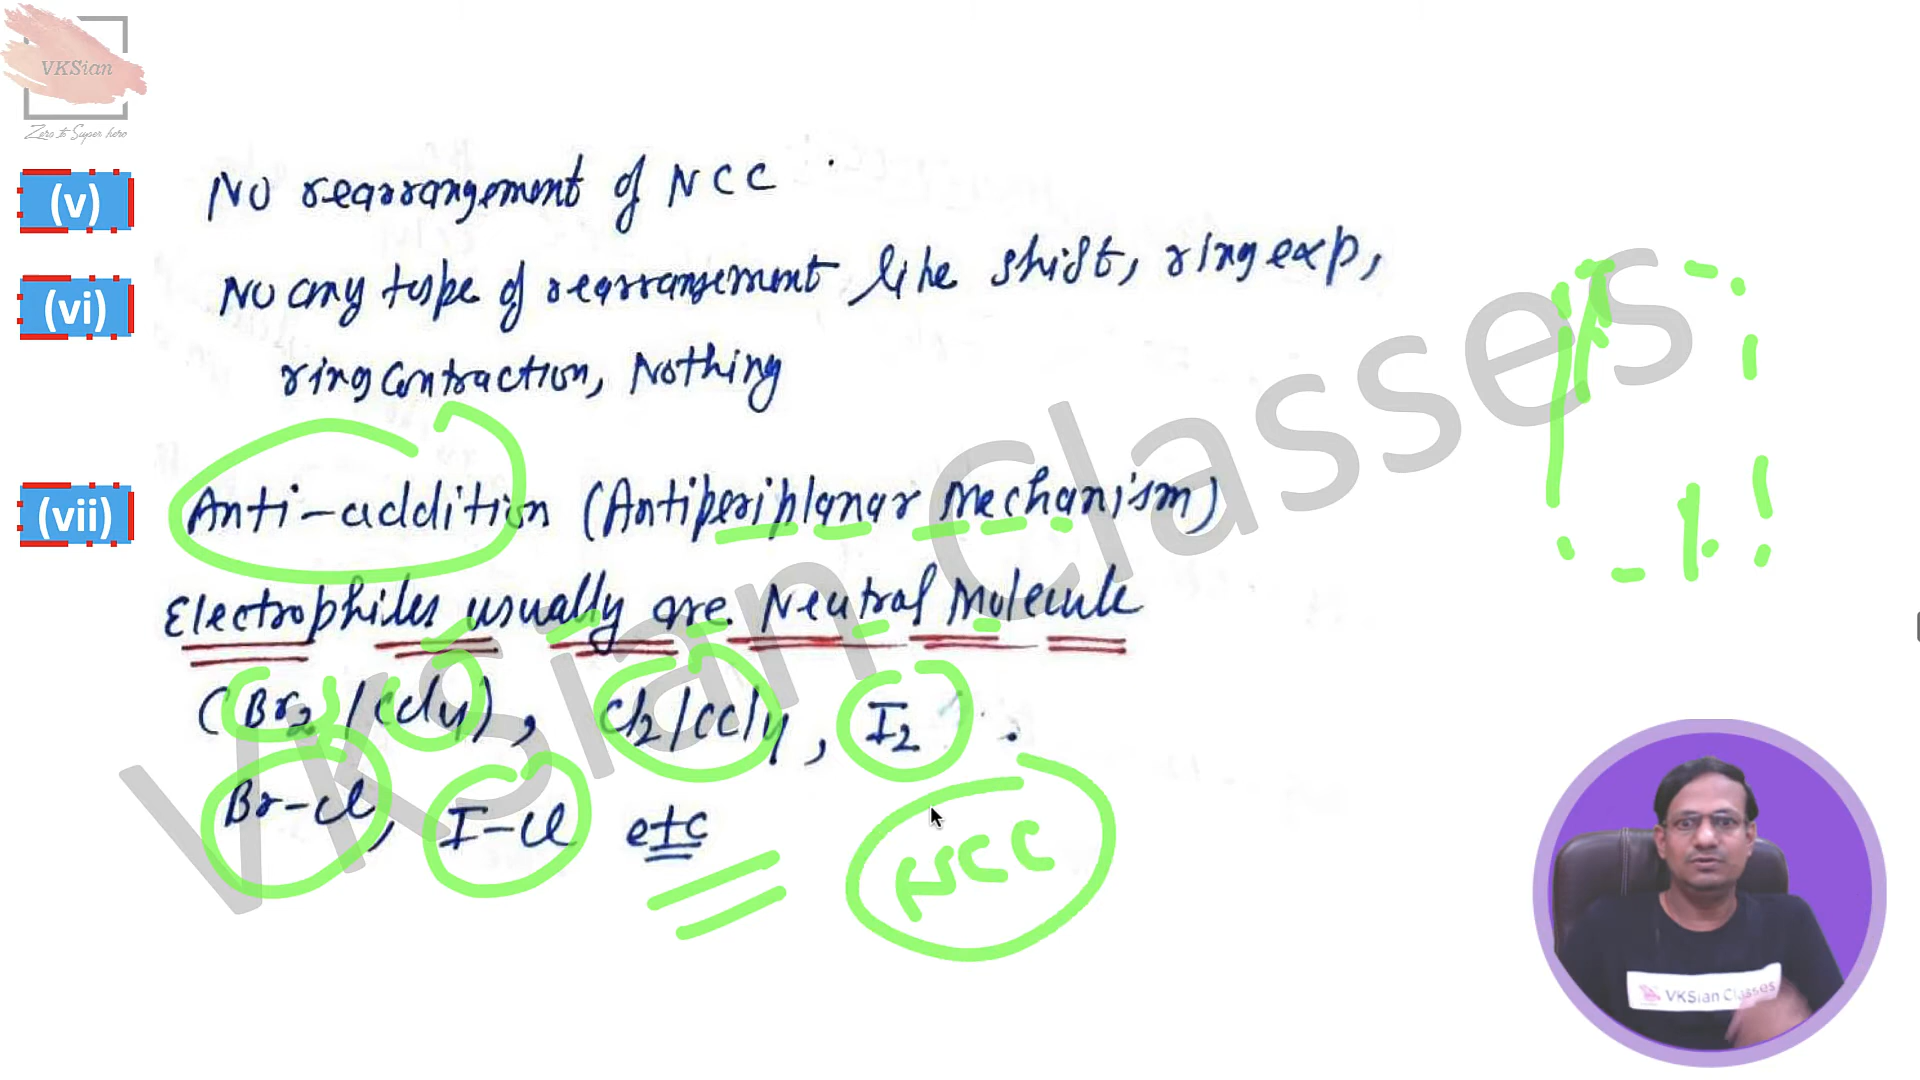 VKSian
Zero to Super hero
(v) No rearrangement of NCC
(vi) No any type of rearrangement like shift, ring exp,
ring contraction, Nothing
(vii) Anti-addition (Antiperiplanar Mechanism)
Electrophiles usually are Neutral Molecule
(Br2/CCl4), Cl2/CCl4, I2
Br-Cl, I-Cl etc
NCC
VKSian Classes
VKSian Classes